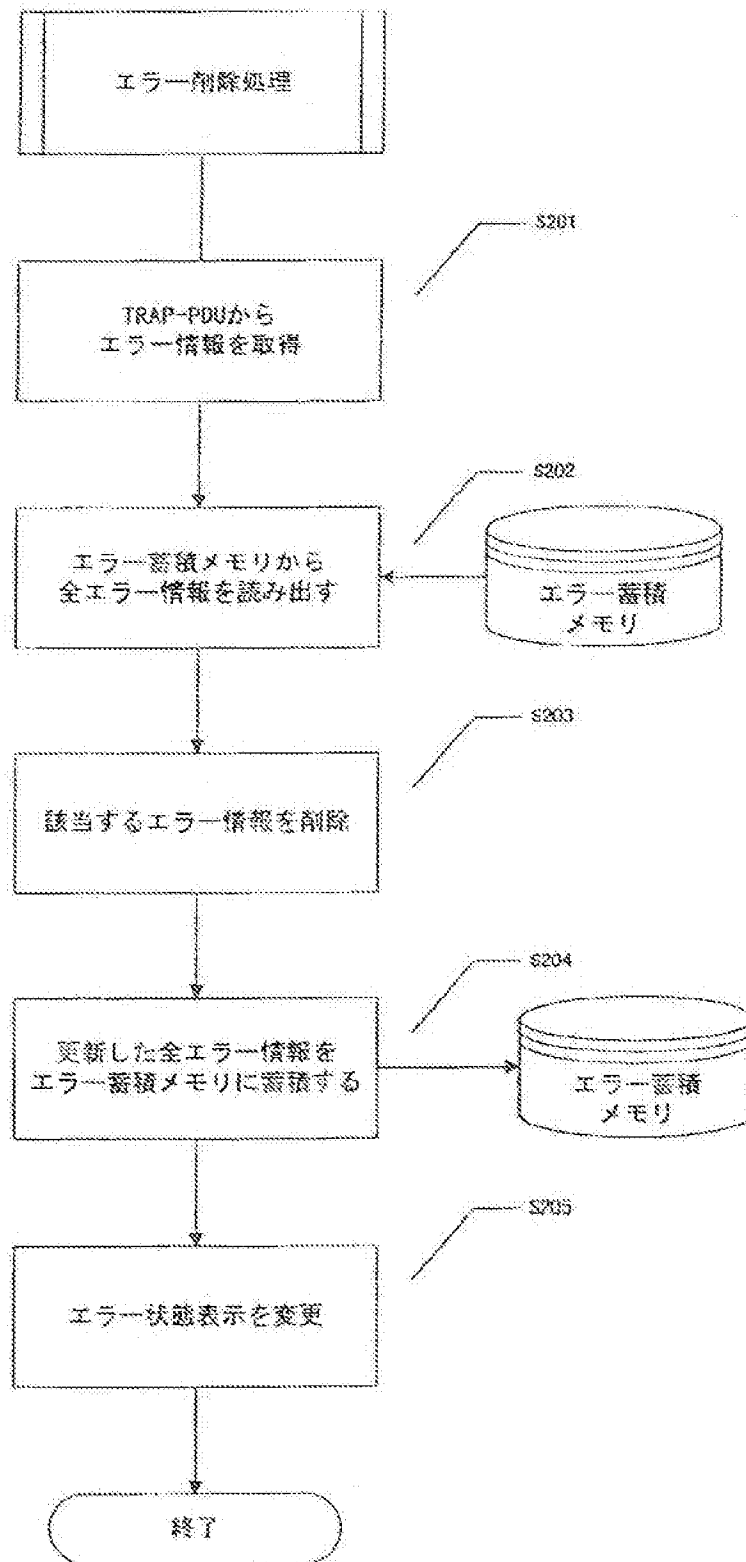 エラー削除処理
S201
TRAP-PDUから
エラー情報を取得
S202
エラー蓄積メモリから
全エラー情報を読み出す
エラー蓄積
メモリ
S203
該当するエラー情報を削除
S204
更新した全エラー情報を
エラー蓄積メモリに蓄積する
エラー蓄積
メモリ
S205
エラー状態表示を変更
終了